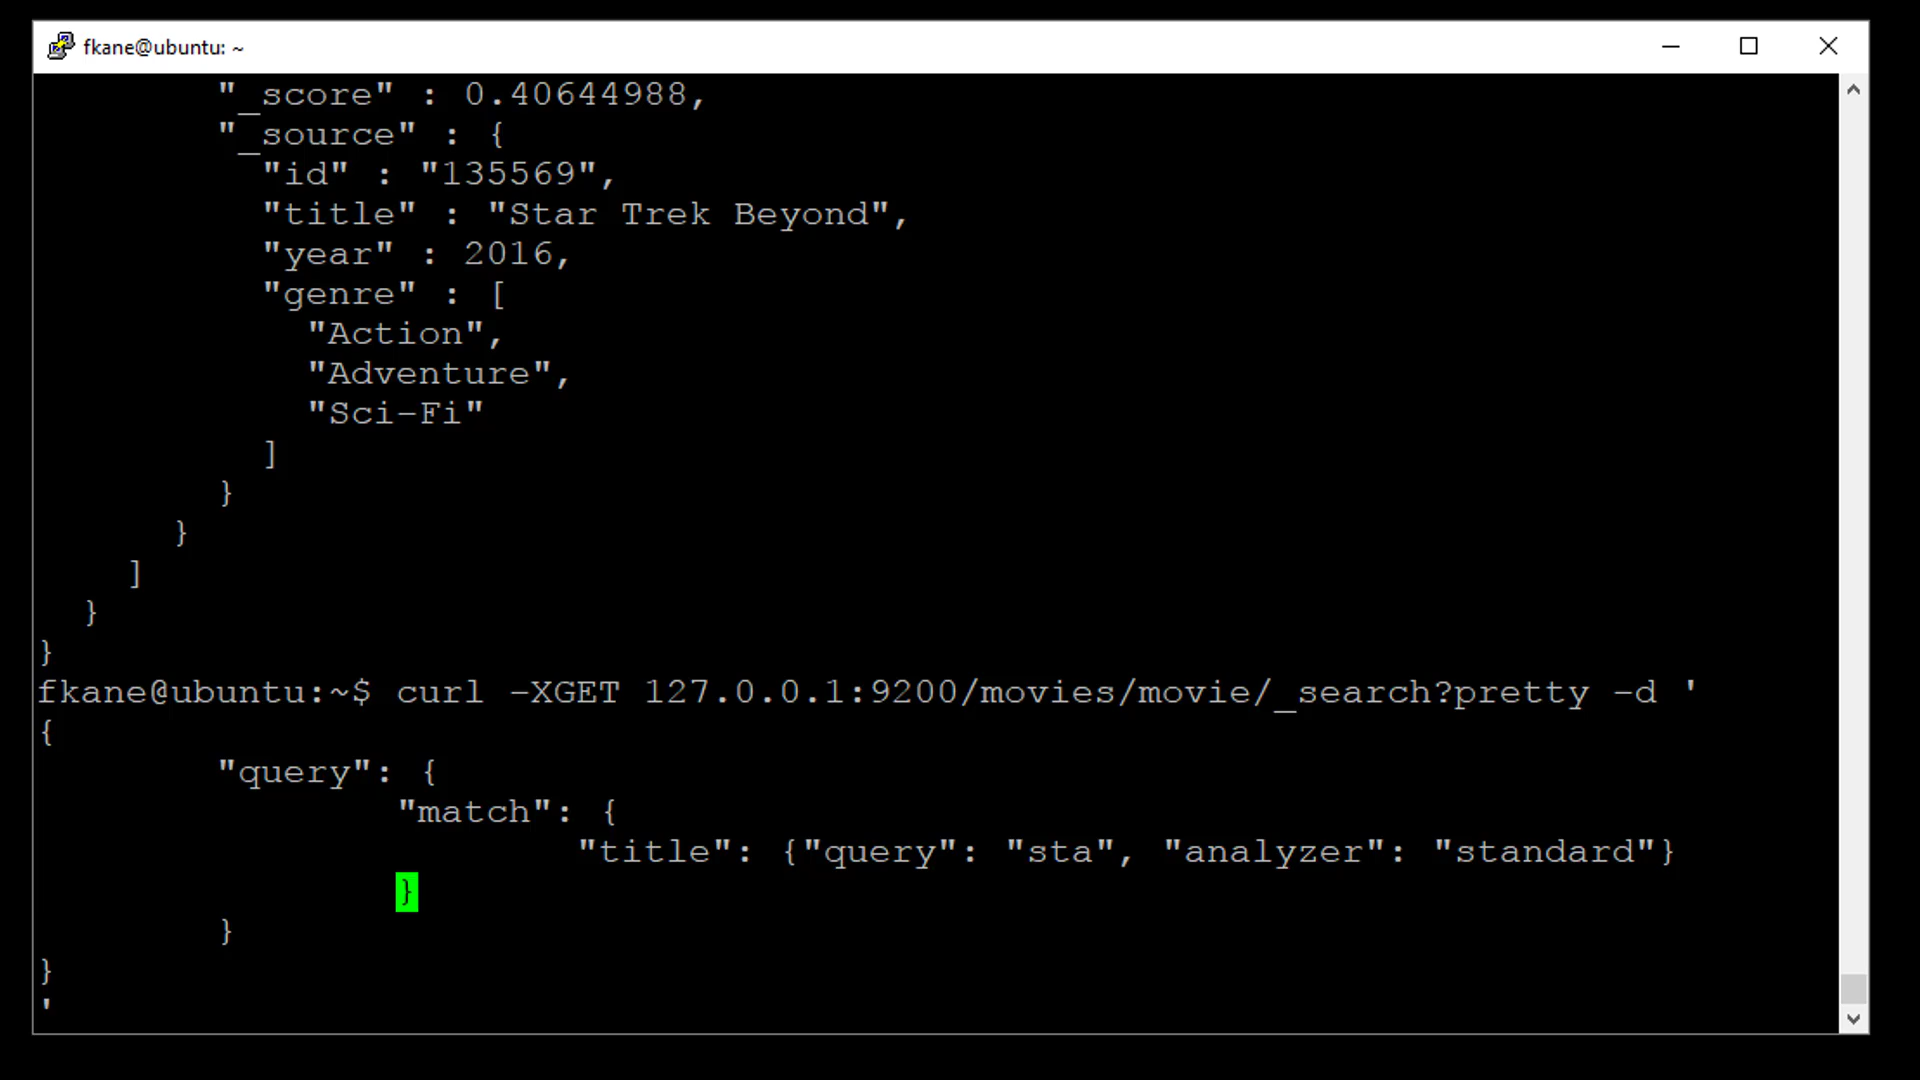 fkane@ubuntu: ~
"_score" : 0.40644988,
"_source" : {
"id" : "135569",
"title" : "Star Trek Beyond",
"year" : 2016,
"genre" : [
"Action",
"Adventure",
"Sci-Fi"
]
}
}
]
}
}
fkane@ubuntu:~$ curl -XGET 127.0.0.1:9200/movies/movie/_search?pretty -d '
{
"query": {
"match": {
"title": {"query": "sta", "analyzer": "standard"}
}
}
}
'